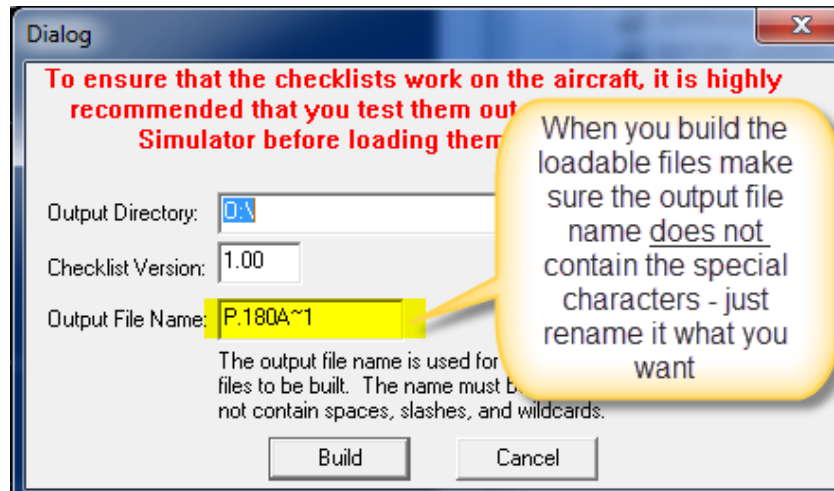 Dialog
X
To ensure that the checklists work on the aircraft, it is highly
recommended that you test them out
Simulator before loading them
When you build the
loadable files make
sure the output file
name does not
contain the special
characters - just
rename it what you
want
Output Directory: O:\
Checklist Version: 1.00
Output File Name: P.180A~1
The output file name is used for
files to be built. The name must
not contain spaces, slashes, and wildcards.
Build Cancel